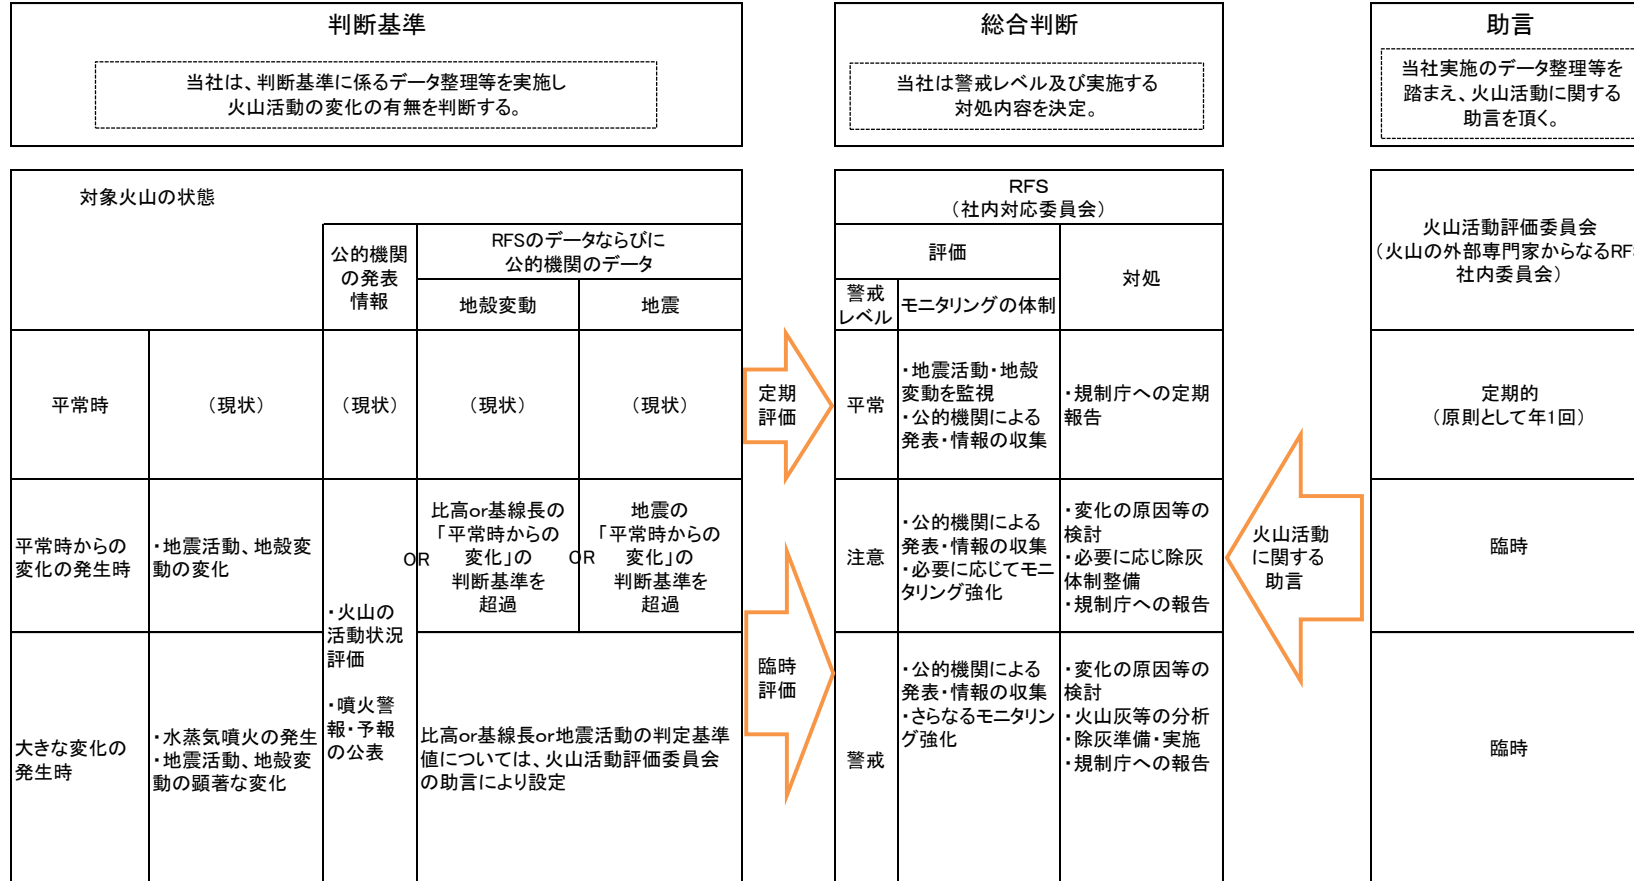 判断基準
当社は、判断基準に係るデータ整理等を実施し
火山活動の変化の有無を判断する。
総合判断
当社は警戒レベル及び実施する
対処内容を決定。
助言
当社実施のデータ整理等を
踏まえ、火山活動に関する
助言を頂く。
対象火山の状態
公的機関
の発表
情報
RFSのデータならびに
公的機関のデータ
地殻変動
地震
RFS
（社内対応委員会）
評価
対処
警戒
レベル
モニタリングの体制
火山活動評価委員会
（火山の外部専門家からなるRFS
社内委員会）
平常時
（現状）
（現状）
（現状）
（現状）
定期
評価
平常
・地震活動・地殻
変動を監視
・公的機関による
発表・情報の収集
・規制庁への定期
報告
定期的
（原則として年1回）
平常時からの
変化の発生時
・地震活動、地殻変
動の変化
・火山の
活動状況
評価
・噴火警
報・予報
の公表
OR
比高or基線長の
「平常時からの
変化」の
判断基準を
超過
OR
地震の
「平常時からの
変化」の
判断基準を
超過
臨時
評価
注意
・公的機関による
発表・情報の収集
・必要に応じてモニ
タリング強化
・変化の原因等の
検討
・必要に応じ除灰
体制整備
・規制庁への報告
火山活動
に関する
助言
臨時
大きな変化の
発生時
・水蒸気噴火の発生
・地震活動、地殻変
動の顕著な変化
比高or基線長or地震活動の判定基準
値については、火山活動評価委員会
の助言により設定
警戒
・公的機関による
発表・情報の収集
・さらなるモニタリン
グ強化
・変化の原因等の
検討
・火山灰等の分析
・除灰準備・実施
・規制庁への報告
臨時